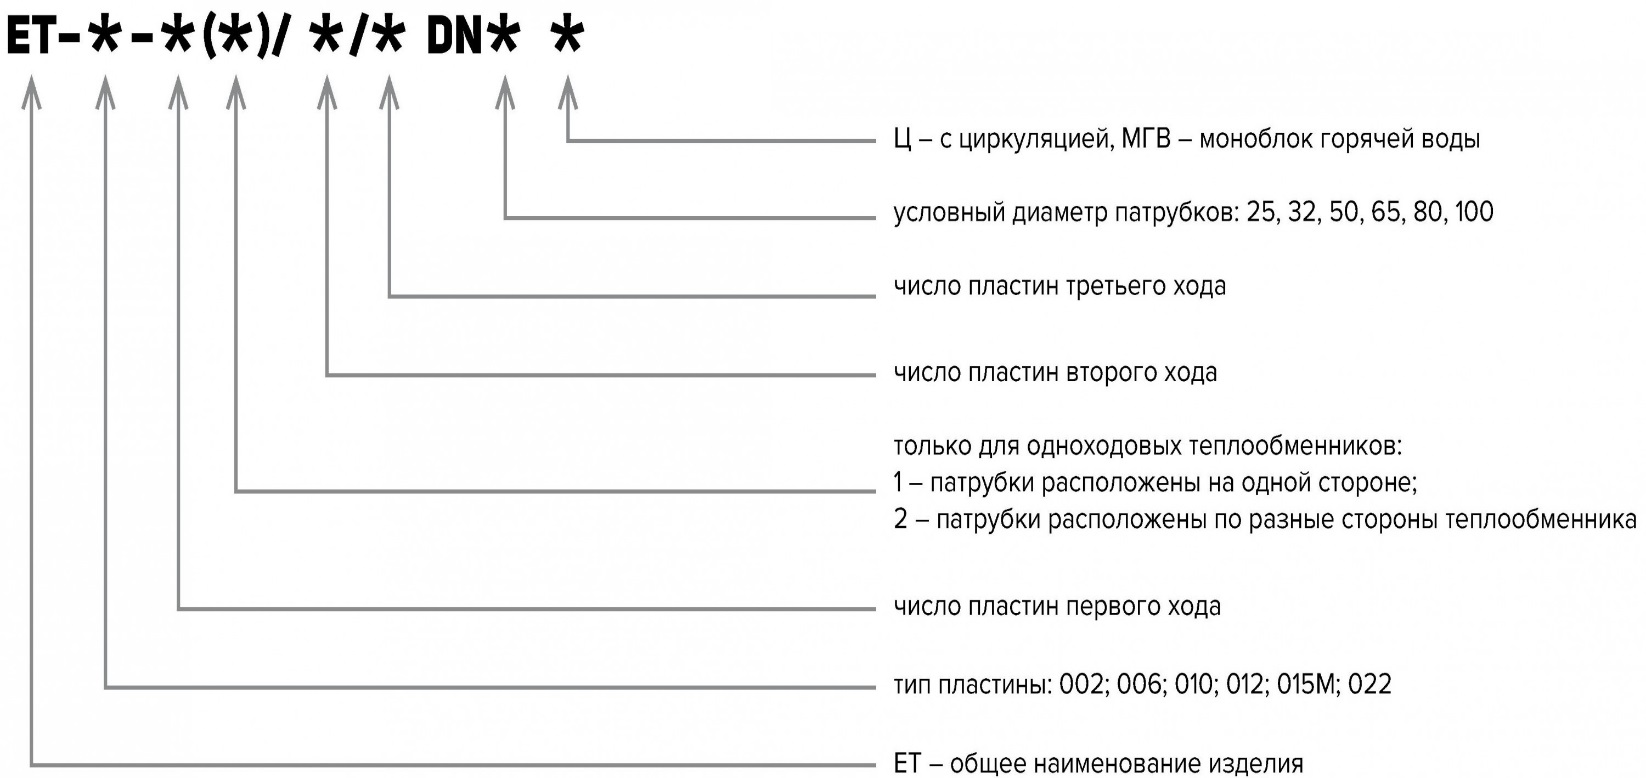 ЕТ-*-*(*)/ */* DN* *
Ц – с циркуляцией, МГВ – моноблок горячей воды
условный диаметр патрубков: 25, 32, 50, 65, 80, 100
число пластин третьего хода
число пластин второго хода
только для одноходовых теплообменников:
1 – патрубки расположены на одной стороне;
2 – патрубки расположены по разные стороны теплообменника
число пластин первого хода
тип пластины: 002; 006; 010; 012; 015М; 022
ЕТ – общее наименование изделия